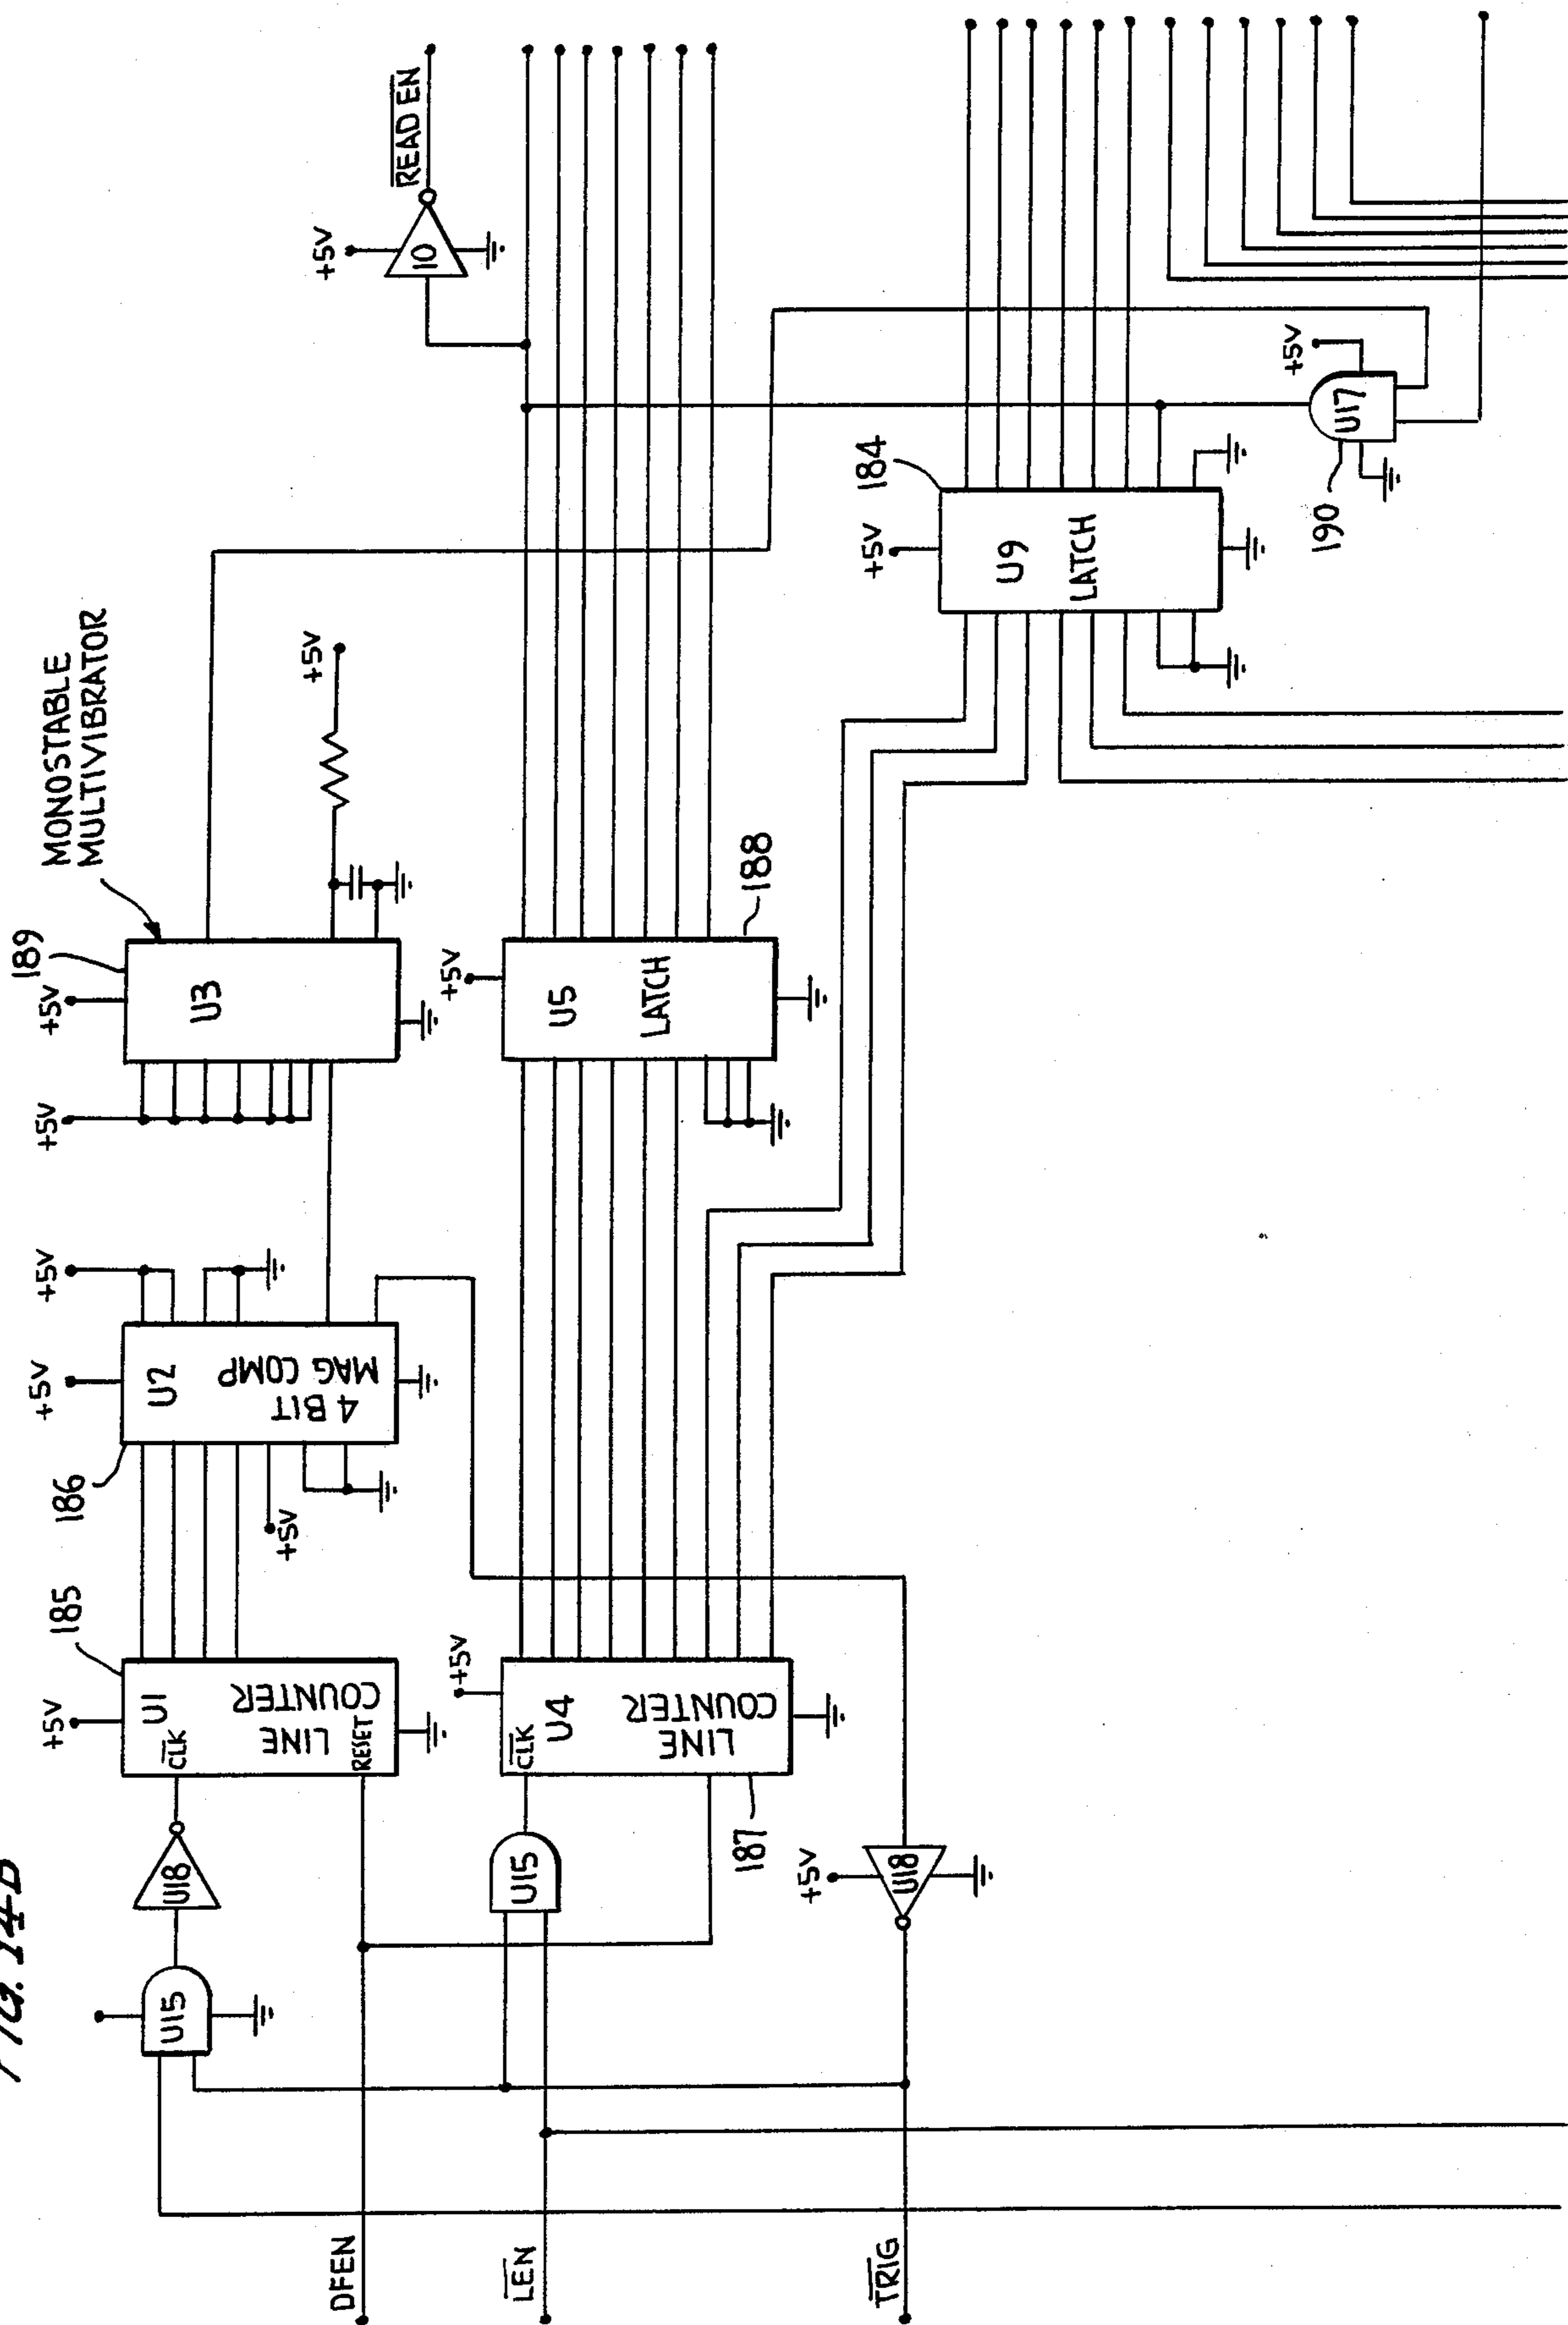 FIG. 14B
DFEN
LEN
TRIG
U15
U18
+5V
185
U1
CLK
LINE
COUNTER
RESET
+5V
186
U2
4 BIT
MAG COMP
+5V
+5V
+5V
+5V
189
U3
MONOSTABLE
MULTIVIBRATOR
+5V
U15
+5V
CLK
U4
LINE
COUNTER
187
+5V
U18
+5V
U5
LATCH
188
+5V
10
READ EN
+5V
184
U9
LATCH
+5V
U17
190